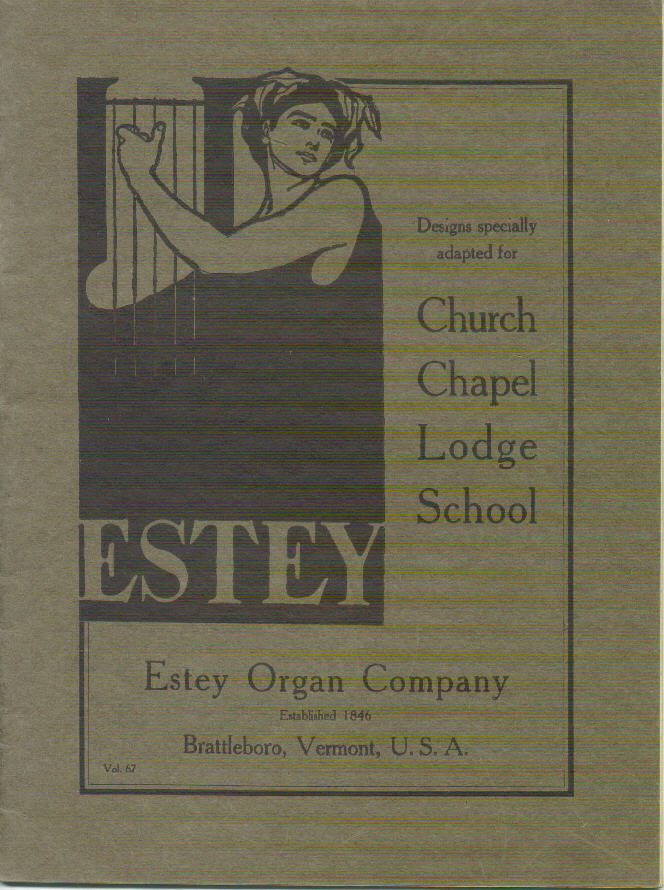 Designs specially
adapted for
Church
Chapel
Lodge
School
ESTEY
Estey Organ Company
Established 1846
Brattleboro, Vermont, U. S. A.
Vol. 67